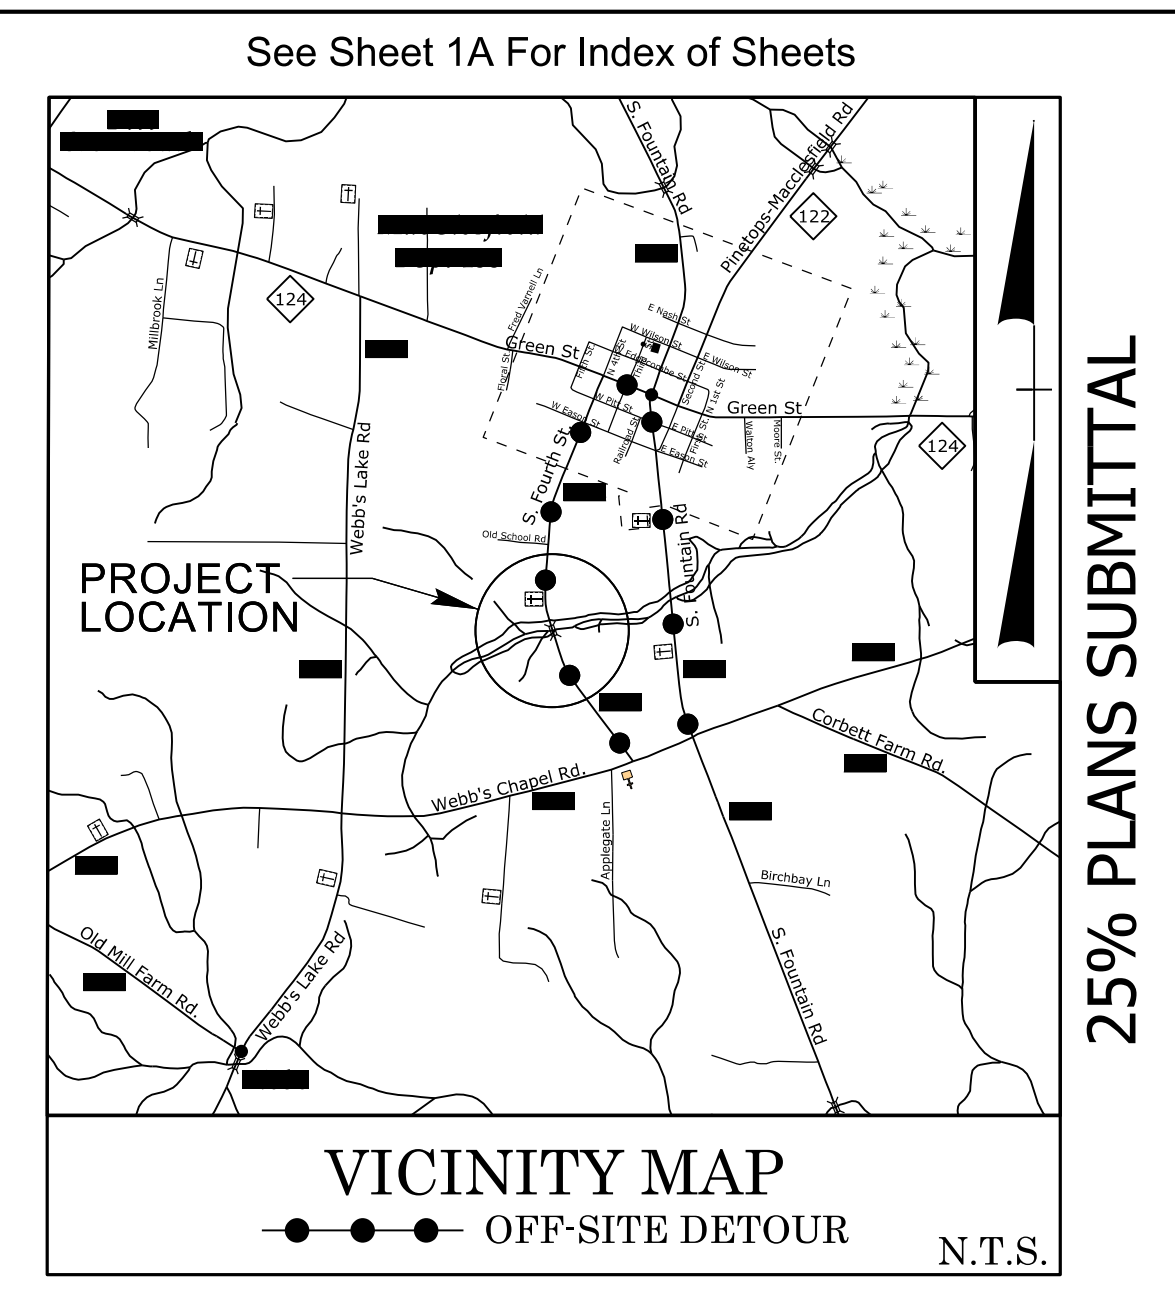 See Sheet 1A For Index of Sheets
S. Fountain Rd
Pinetops-Macclesfield Rd
122
124
Millbrook Ln
Fred Varnell Ln
E Nash St
W Wilson St
E Wilson St
Green St
Floral St
Fifth St.
N 4th St
Second St
N 1st St
Green St
W Pitt St
W Eason St
E Pitt St
E Eason St
First St.
Railroad St
Walton Aly
Moore St.
124
Webb's Lake Rd
S. Fourth St
Old School Rd
S. Fountain Rd
PROJECT
LOCATION
Corbett Farm Rd.
Webb's Chapel Rd.
Applegate Ln
Birchbay Ln
Old Mill Farm Rd.
Webb's Lake Rd
S. Fountain Rd
25% PLANS SUBMITTAL
VICINITY MAP
OFF-SITE DETOUR
N.T.S.